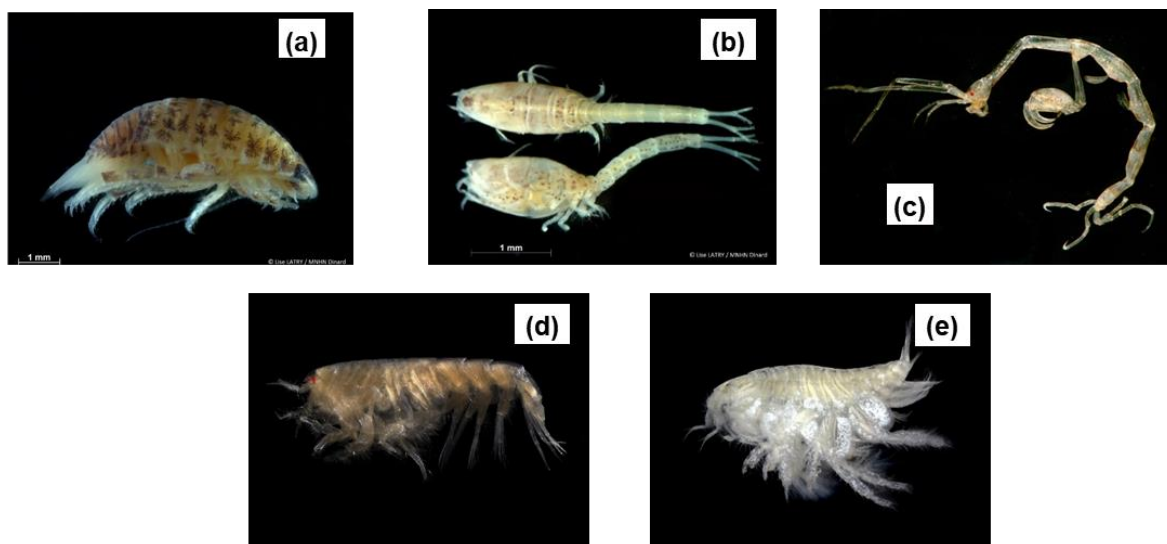 (a)
1 mm
© Lise LATRY / MNHN Dinard
(b)
1 mm
© Lise LATRY / MNHN Dinard
(c)
(d)
(e)